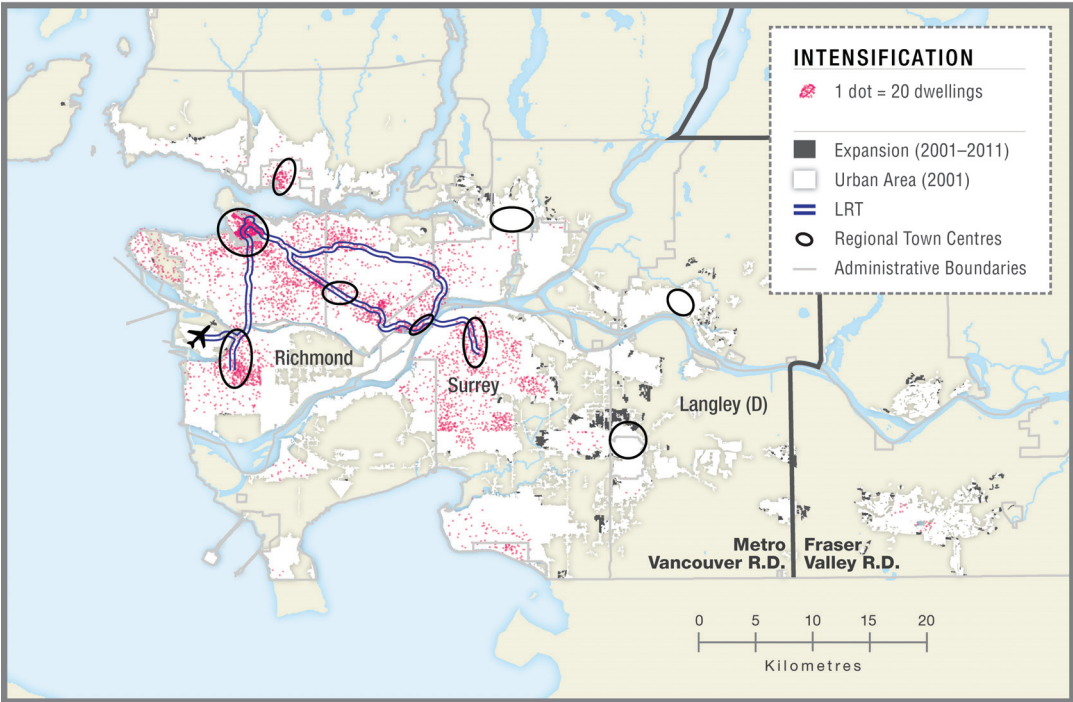 INTENSIFICATION
1 dot = 20 dwellings
Expansion (2001–2011)
Urban Area (2001)
LRT
Regional Town Centres
Administrative Boundaries
Richmond
Surrey
Langley (D)
Metro
Vancouver R.D.
Fraser
Valley R.D.
0 5 10 15 20
Kilometres